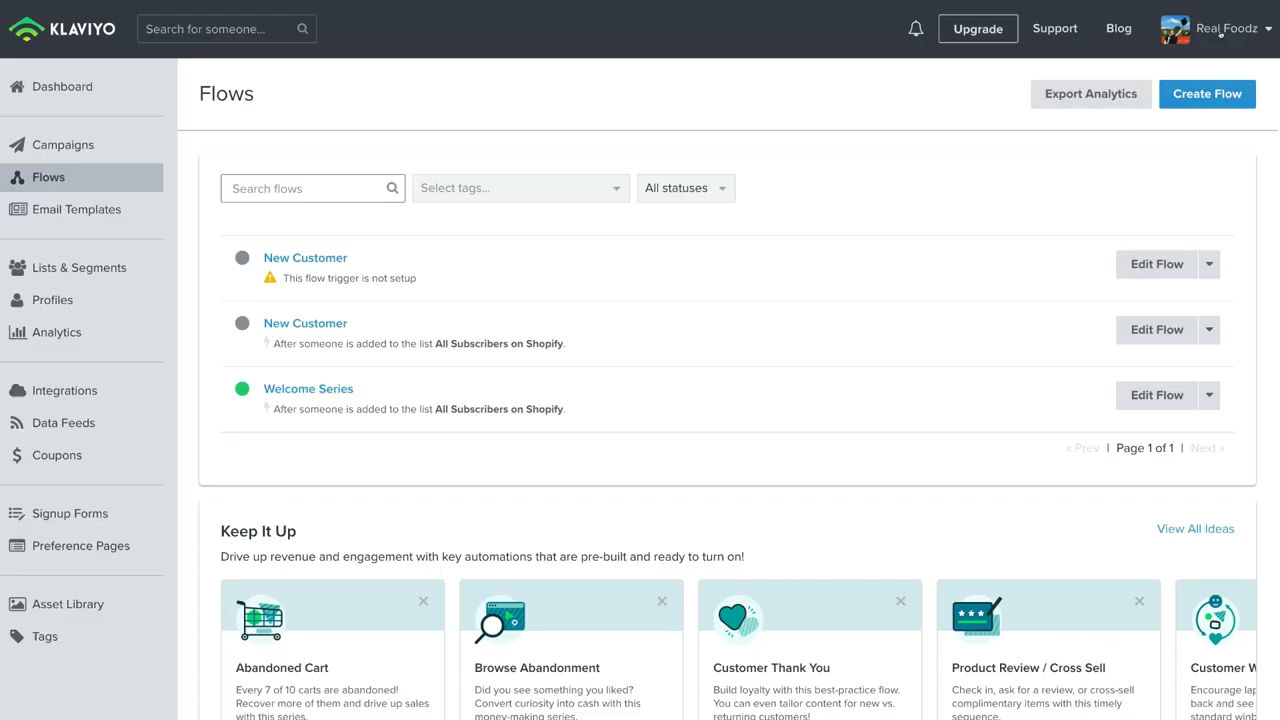 KLAVIYO
Search for someone...
Upgrade
Support
Blog
Real Foodz
Dashboard
Campaigns
Flows
Email Templates
Lists & Segments
Profiles
Analytics
Integrations
Data Feeds
Coupons
Signup Forms
Preference Pages
Asset Library
Tags
Flows
Export Analytics
Create Flow
Search flows
Select tags...
All statuses
New Customer
This flow trigger is not setup
Edit Flow
New Customer
After someone is added to the list All Subscribers on Shopify.
Edit Flow
Welcome Series
After someone is added to the list All Subscribers on Shopify.
Edit Flow
« Prev | Page 1 of 1 | Next »
Keep It Up
View All Ideas
Drive up revenue and engagement with key automations that are pre-built and ready to turn on!
Abandoned Cart
Every 7 of 10 carts are abandoned!
Recover more of them and drive up sales
with this series.
Browse Abandonment
Did you see something you liked?
Convert curiosity into cash with this
money-making series.
Customer Thank You
Build loyalty with this best-practice flow.
You can even tailor content for new vs.
returning customers!
Product Review / Cross Sell
Check in, ask for a review, or cross-sell
complimentary items with this timely
sequence.
Customer W
Encourage lap
back and see
standard winb